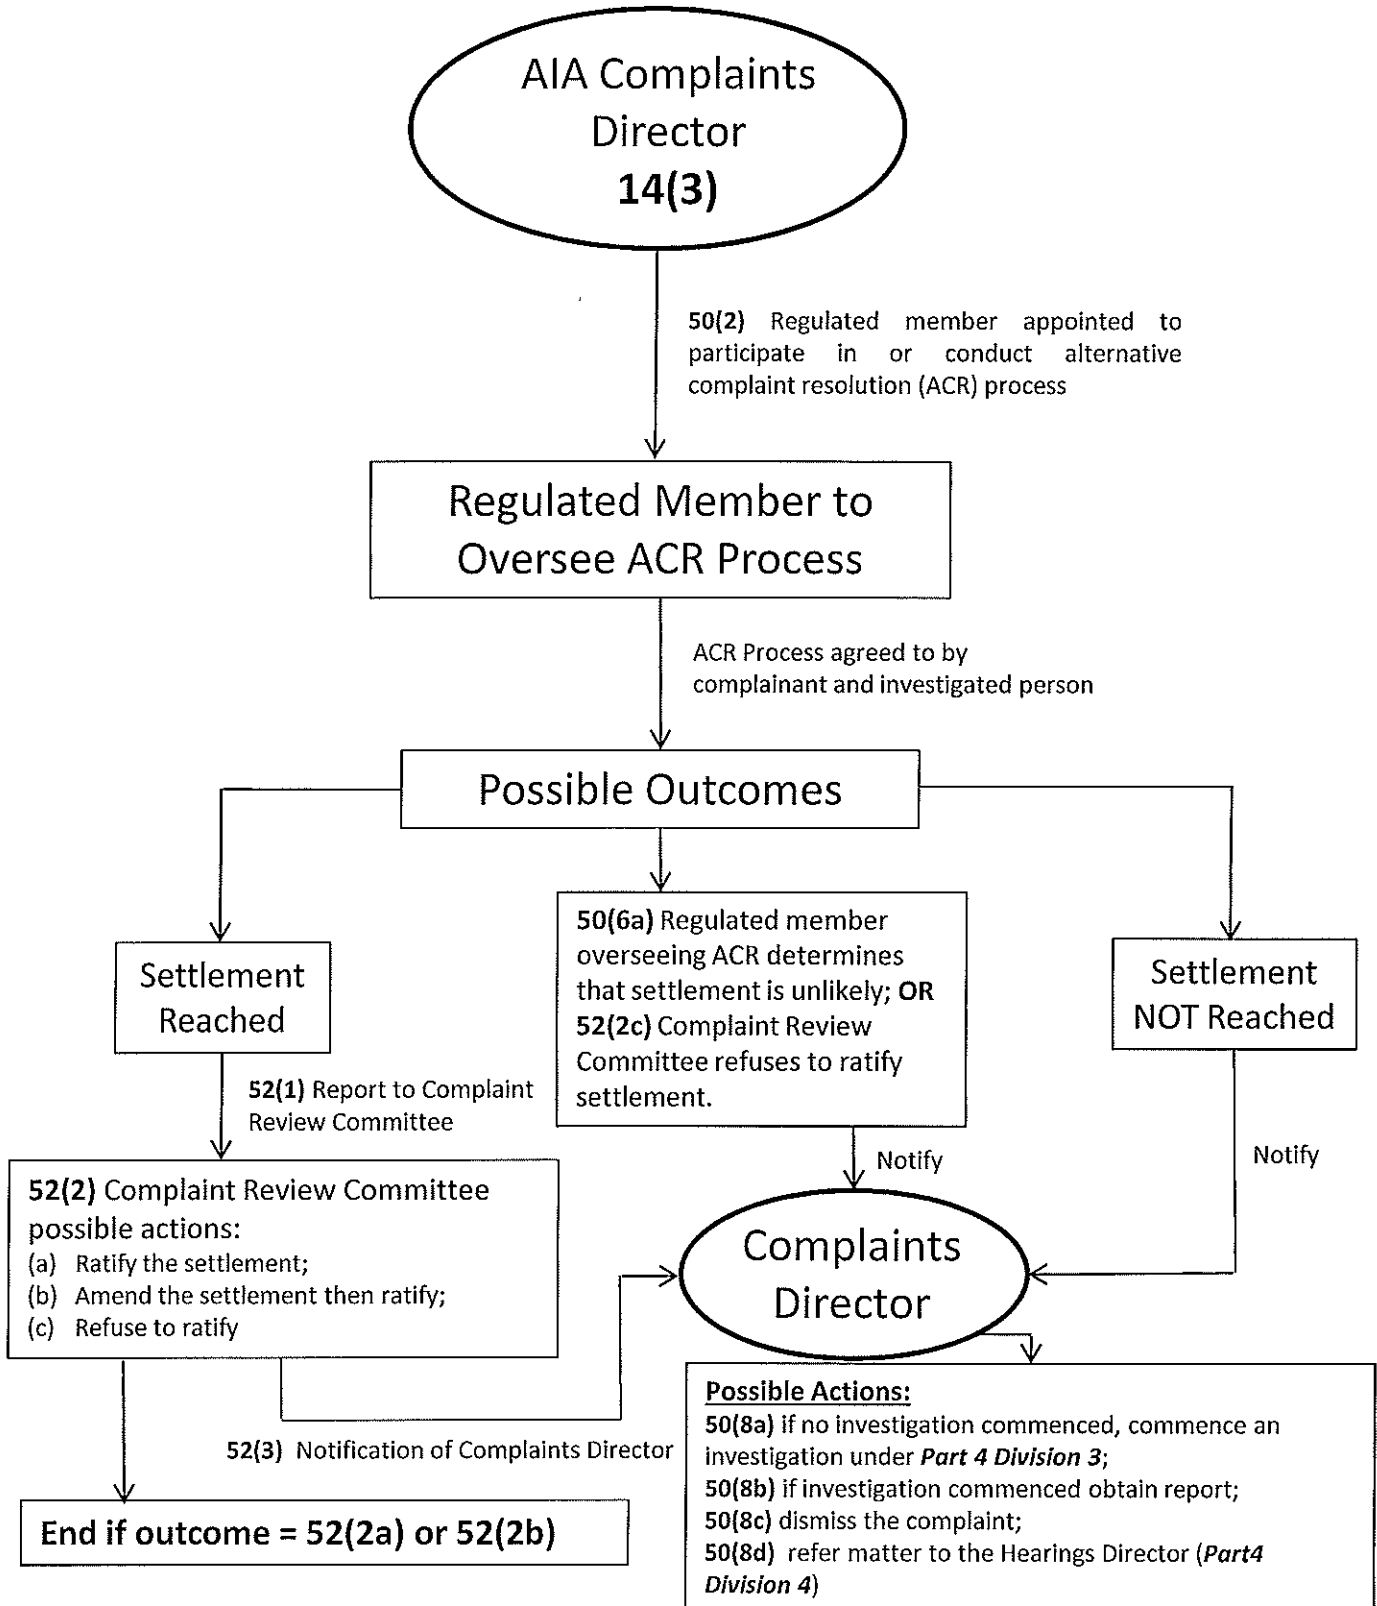 AIA Complaints
Director
14(3)
50(2) Regulated member appointed to
participate in or conduct alternative
complaint resolution (ACR) process
Regulated Member to
Oversee ACR Process
ACR Process agreed to by
complainant and investigated person
Possible Outcomes
Settlement
Reached
50(6a) Regulated member
overseeing ACR determines
that settlement is unlikely; OR
52(2c) Complaint Review
Committee refuses to ratify
settlement.
Settlement
NOT Reached
52(1) Report to Complaint
Review Committee
Notify
Notify
52(2) Complaint Review Committee
possible actions:
(a) Ratify the settlement;
(b) Amend the settlement then ratify;
(c) Refuse to ratify
Complaints
Director
52(3) Notification of Complaints Director
End if outcome = 52(2a) or 52(2b)
Possible Actions:
50(8a) if no investigation commenced, commence an
investigation under Part 4 Division 3;
50(8b) if investigation commenced obtain report;
50(8c) dismiss the complaint;
50(8d) refer matter to the Hearings Director (Part4
Division 4)